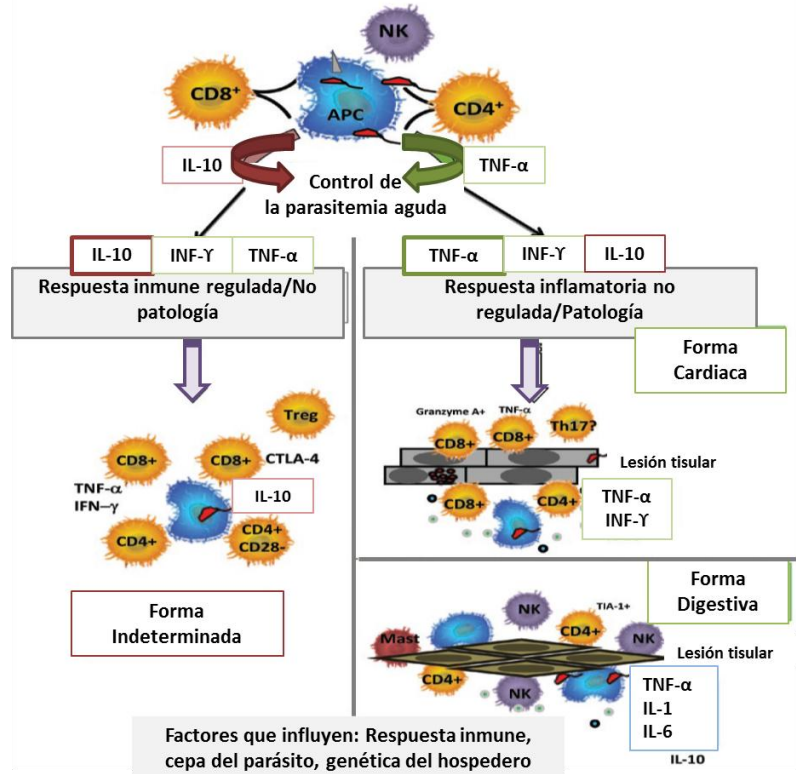 NK
CD8⁺
APC
CD4⁺
IL-10
TNF-α
Control de
la parasitemia aguda
IL-10 INF-ϒ TNF-α
Respuesta inmune regulada/No
patología
TNF-α INF-ϒ IL-10
Respuesta inflamatoria no
regulada/Patología
Forma
Cardiaca
Treg
CD8+
CD8+
CTLA-4
TNF-α
IFN-γ
IL-10
CD4+
CD4+
CD28-
Forma
Indeterminada
Granzyme A+
CD8+
TNF-α
CD8+
Th17?
Lesión tisular
CD8+
CD4+
TNF-α
INF-ϒ
Forma
Digestiva
NK
TIA-1+
CD4+
NK
Mast
Lesión tisular
CD4+
NK
TNF-α
IL-1
IL-6
IL-10
Factores que influyen: Respuesta inmune,
cepa del parásito, genética del hospedero